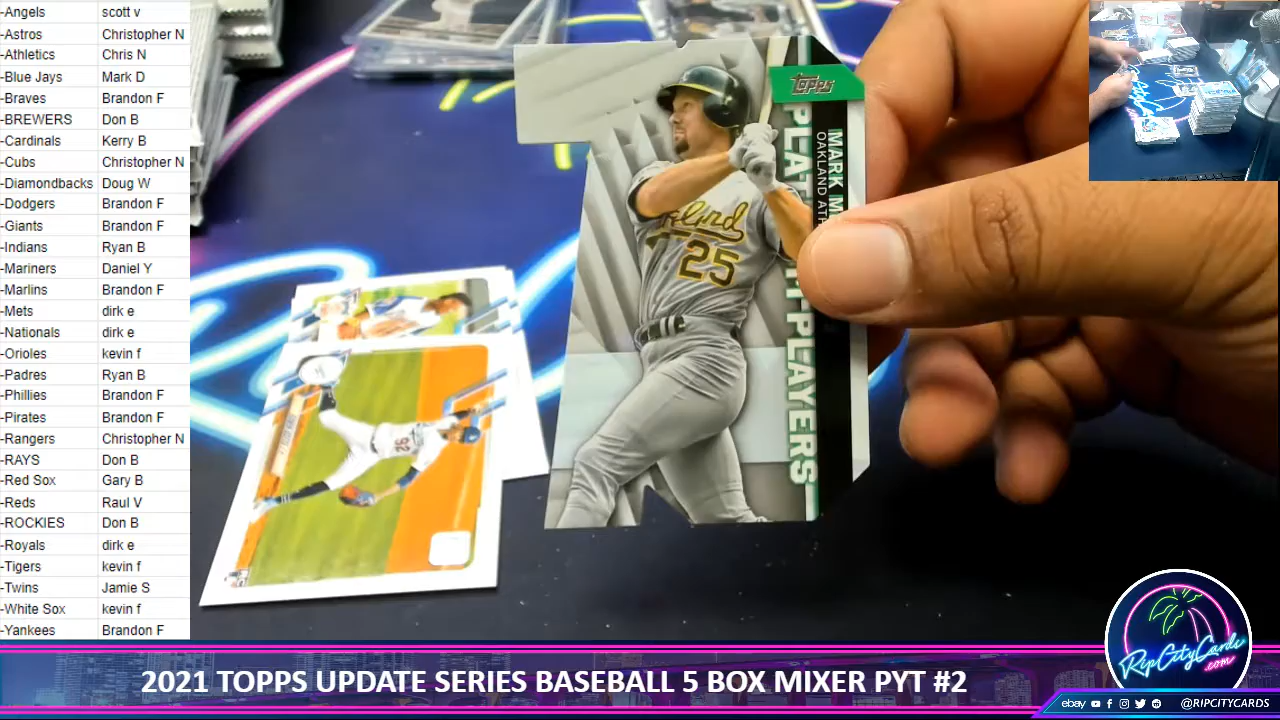 -Angels scott v
-Astros Christopher N
-Athletics Chris N
-Blue Jays Mark D
-Braves Brandon F
-BREWERS Don B
-Cardinals Kerry B
-Cubs Christopher N
-Diamondbacks Doug W
-Dodgers Brandon F
-Giants Brandon F
-Indians Ryan B
-Mariners Daniel Y
-Marlins Brandon F
-Mets dirk e
-Nationals dirk e
-Orioles kevin f
-Padres Ryan B
-Phillies Brandon F
-Pirates Brandon F
-Rangers Christopher N
-RAYS Don B
-Red Sox Gary B
-Reds Raul V
-ROCKIES Don B
-Royals dirk e
-Tigers kevin f
-Twins Jamie S
-White Sox kevin f
-Yankees Brandon F
TOPPS
MARK
OAKLAND
PLAYERS
25
26
RipCityCards
.com
2021 TOPPS UPDATE SERIES BASEBALL 5 BOX MIXER PYT #2
ebay @RIPCITYCARDS